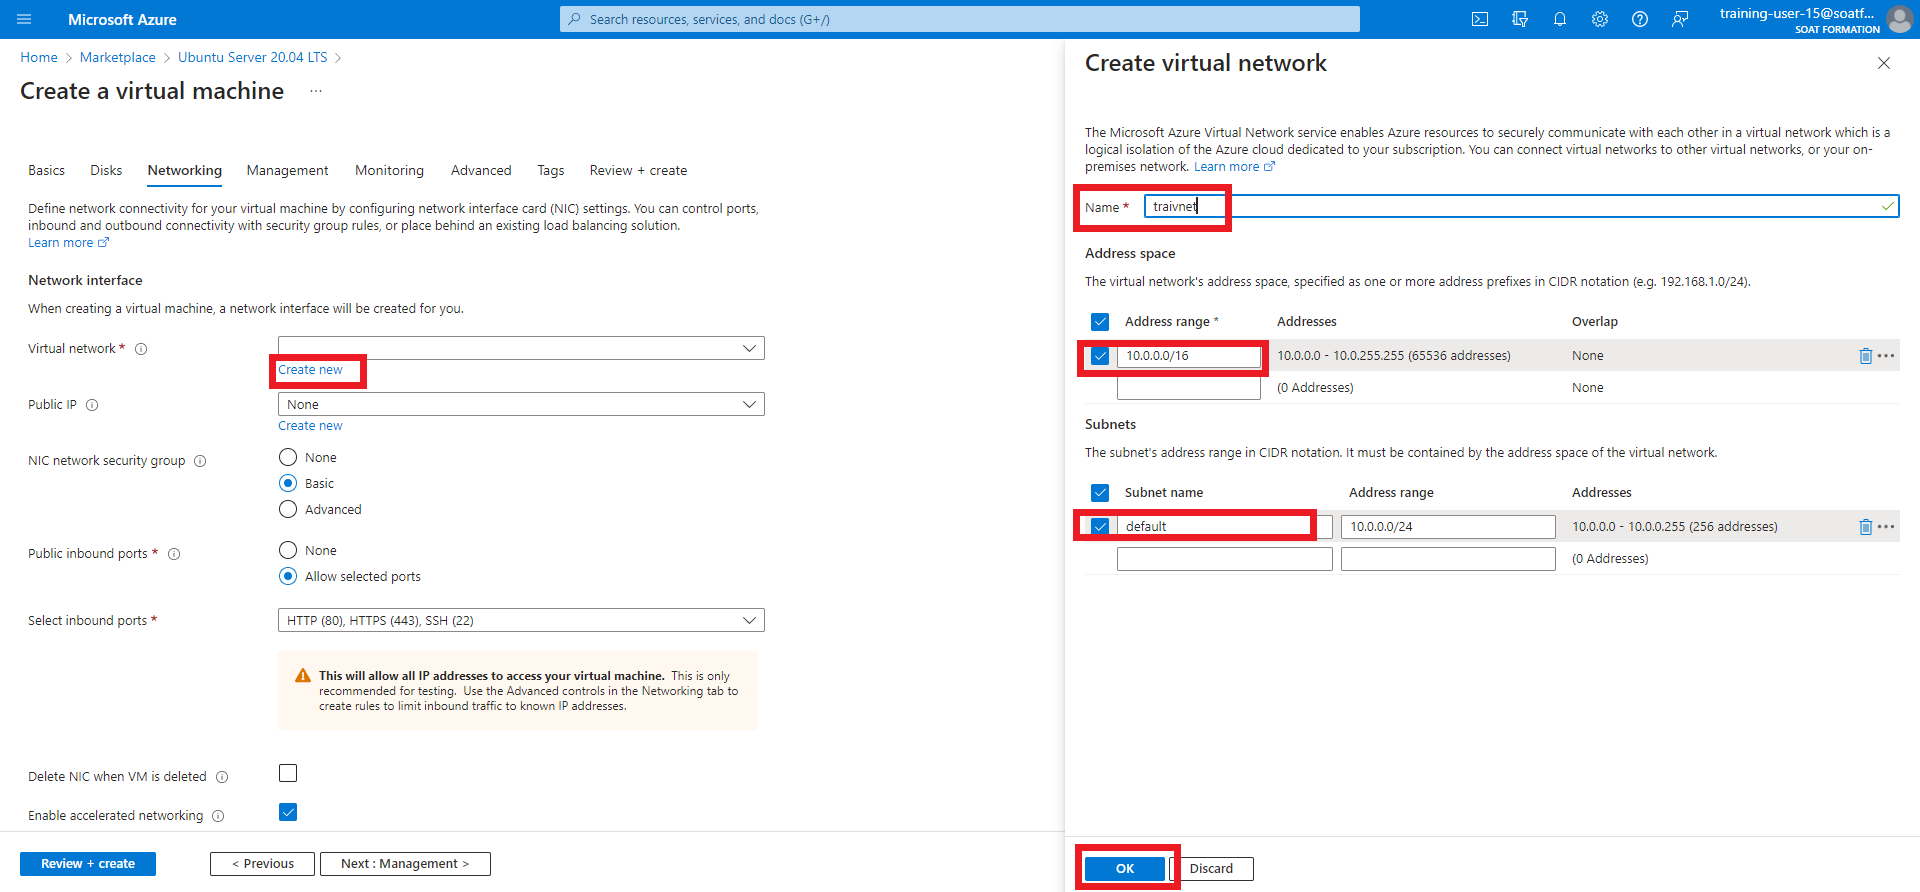 Microsoft Azure
Search resources, services, and docs (G+/)
training-user-15@soatf...
SOAT FORMATION
Home > Marketplace > Ubuntu Server 20.04 LTS >
Create a virtual machine ...
Basics Disks Networking Management Monitoring Advanced Tags Review + create
Define network connectivity for your virtual machine by configuring network interface card (NIC) settings. You can control ports,
inbound and outbound connectivity with security group rules, or place behind an existing load balancing solution.
Learn more
Network interface
When creating a virtual machine, a network interface will be created for you.
Virtual network *
Create new
Public IP
None
Create new
NIC network security group
None
Basic
Advanced
Public inbound ports *
None
Allow selected ports
Select inbound ports *
HTTP (80), HTTPS (443), SSH (22)
This will allow all IP addresses to access your virtual machine. This is only
recommended for testing. Use the Advanced controls in the Networking tab to
create rules to limit inbound traffic to known IP addresses.
Delete NIC when VM is deleted
Enable accelerated networking
Review + create
< Previous
Next : Management >
Create virtual network
The Microsoft Azure Virtual Network service enables Azure resources to securely communicate with each other in a virtual network which is a
logical isolation of the Azure cloud dedicated to your subscription. You can connect virtual networks to other virtual networks, or your on-
premises network. Learn more
Name * traivnet
Address space
The virtual network's address space, specified as one or more address prefixes in CIDR notation (e.g. 192.168.1.0/24).
Address range * Addresses Overlap
10.0.0.0/16 10.0.0.0 - 10.0.255.255 (65536 addresses) None
(0 Addresses) None
Subnets
The subnet's address range in CIDR notation. It must be contained by the address space of the virtual network.
Subnet name Address range Addresses
default 10.0.0.0/24 10.0.0.0 - 10.0.0.255 (256 addresses)
(0 Addresses)
OK
Discard